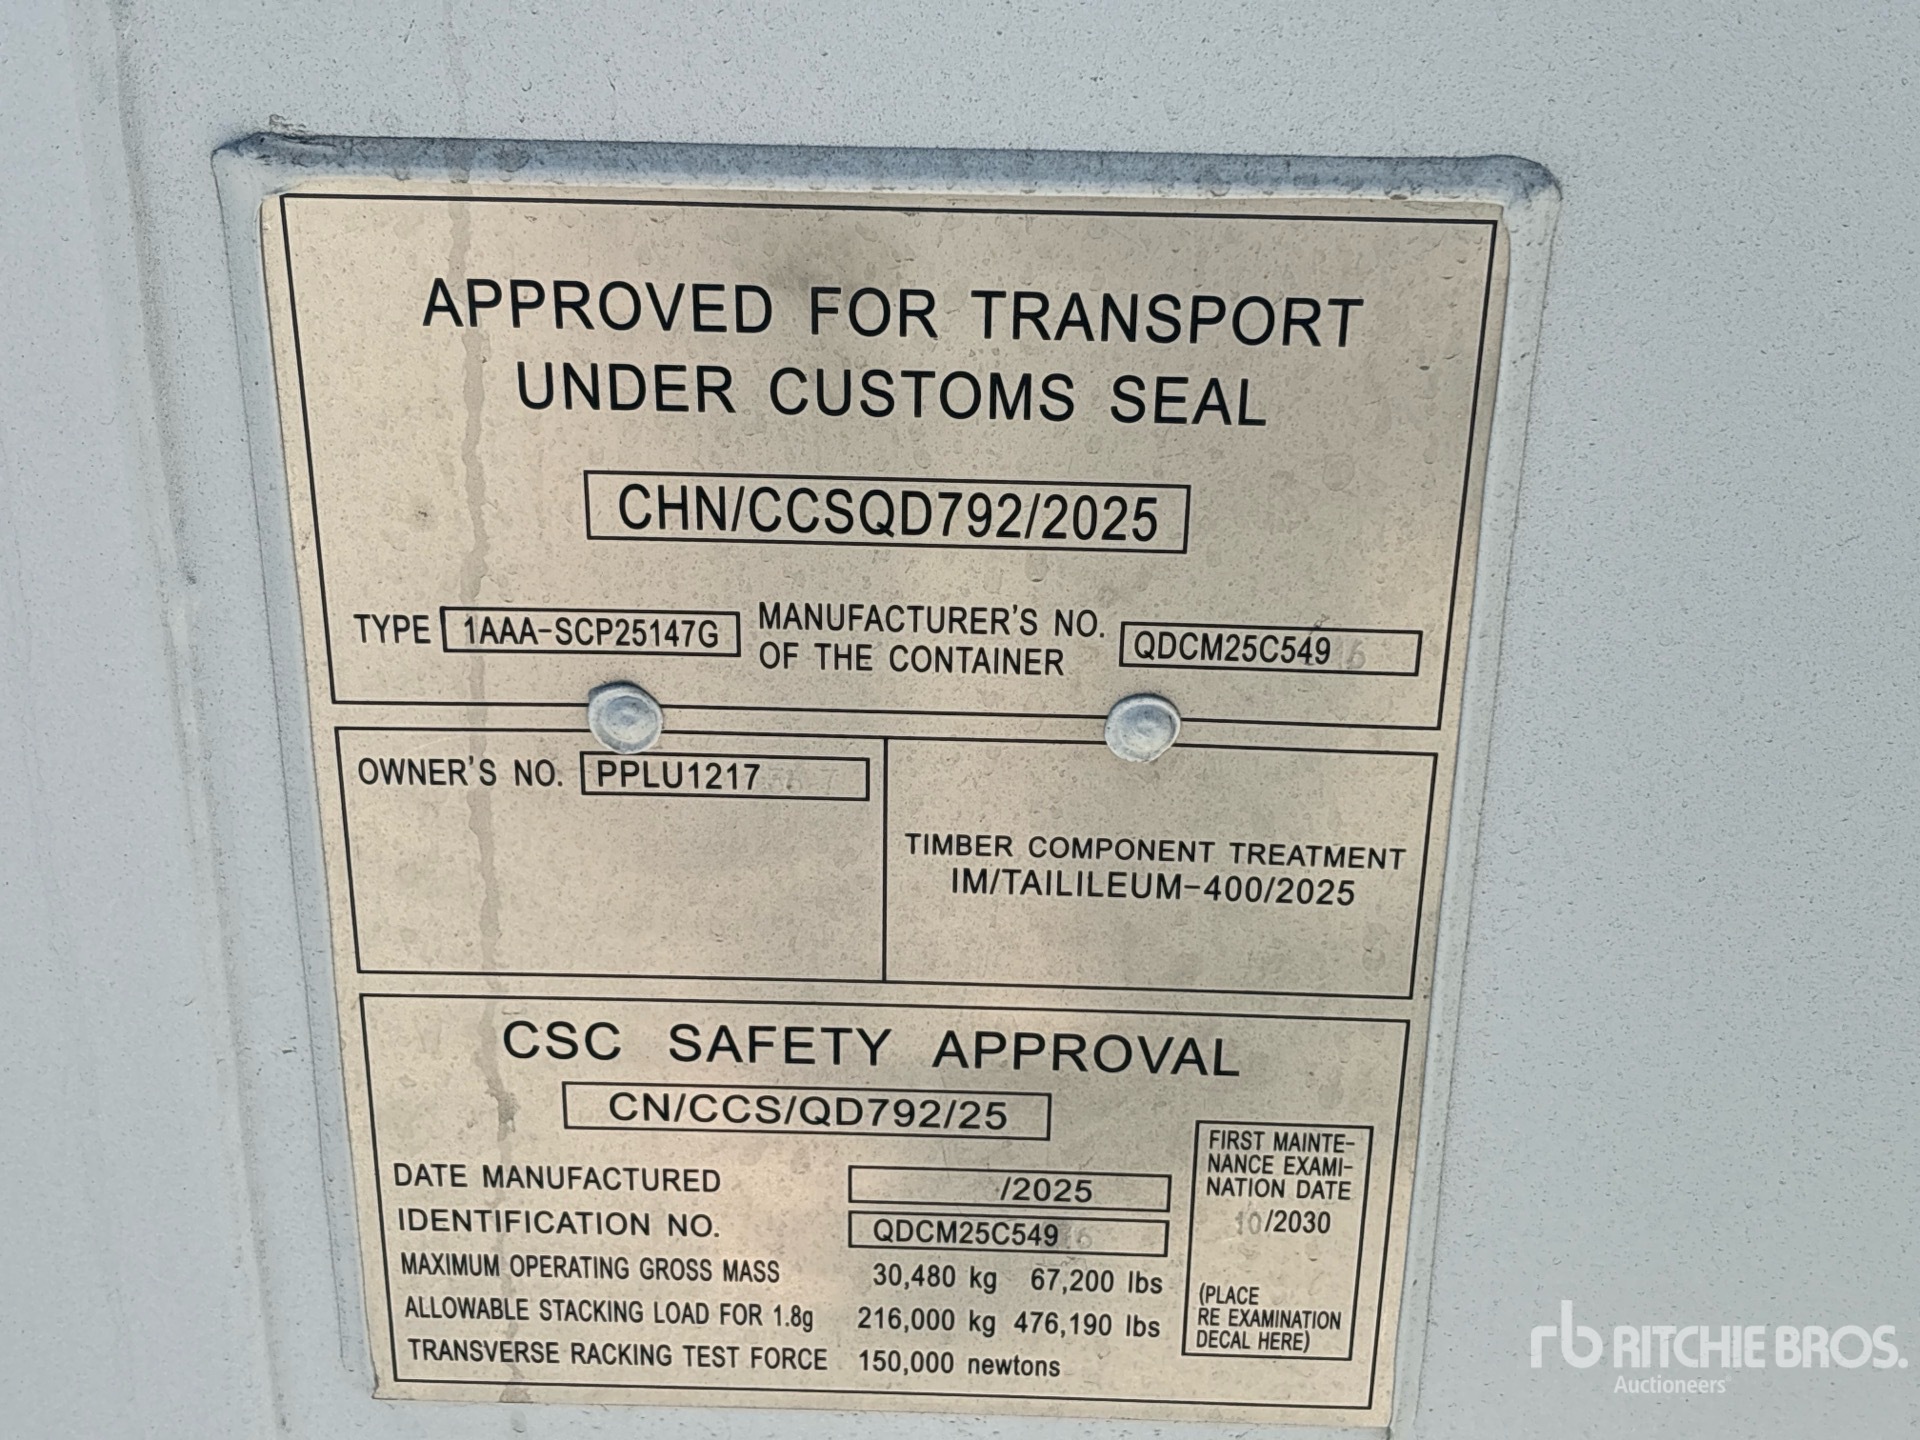 APPROVED FOR TRANSPORT
UNDER CUSTOMS SEAL
CHN/CCSQD792/2025
TYPE 1AAA-SCP25147G
MANUFACTURER'S NO.
OF THE CONTAINER
QDCM25C549
OWNER'S NO. PPLU1217
TIMBER COMPONENT TREATMENT
IM/TAILILEUM-400/2025
CSC SAFETY APPROVAL
CN/CCS/QD792/25
DATE MANUFACTURED /2025
IDENTIFICATION NO. QDCM25C549
MAXIMUM OPERATING GROSS MASS 30,480 kg 67,200 lbs
ALLOWABLE STACKING LOAD FOR 1.8g 216,000 kg 476,190 lbs
TRANSVERSE RACKING TEST FORCE 150,000 newtons
FIRST MAINTE-
NANCE EXAMI-
NATION DATE
10/2030
(PLACE
RE EXAMINATION
DECAL HERE)
rb RITCHIE BROS.
Auctioneers